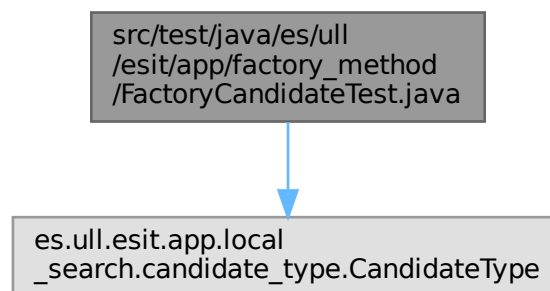 src/test/java/es/ull
/esit/app/factory_method
/FactoryCandidateTest.java
es.ull.esit.app.local
_search.candidate_type.CandidateType